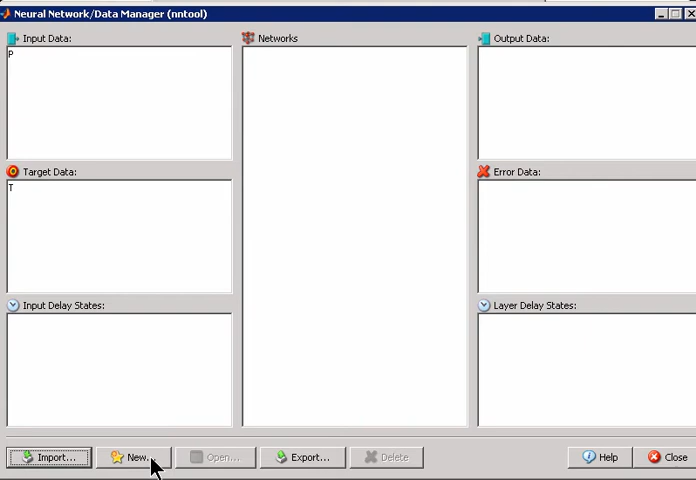 Neural Network/Data Manager (nntool)
Input Data:
P
Networks
Output Data:
Target Data:
T
Error Data:
Input Delay States:
Layer Delay States:
Import...
New...
Open...
Export...
Delete
Help
Close